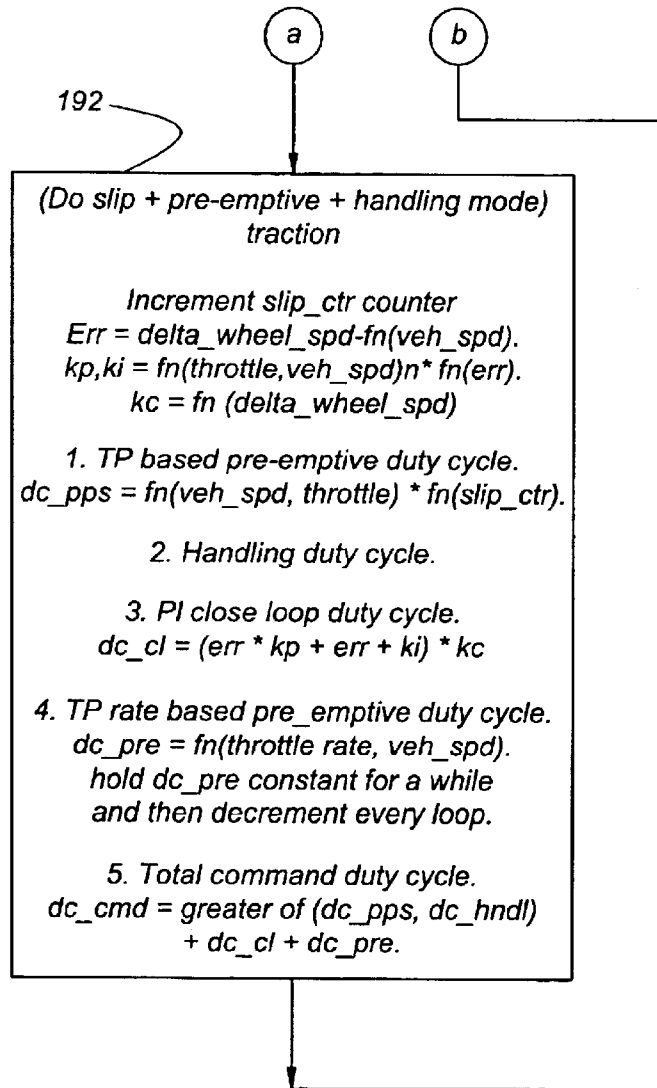 a
b
192
(Do slip + pre-emptive + handling mode)
traction
Increment slip_ctr counter
Err = delta_wheel_spd-fn(veh_spd).
kp,ki = fn(throttle,veh_spd)n* fn(err).
kc = fn (delta_wheel_spd)
1. TP based pre-emptive duty cycle.
dc_pps = fn(veh_spd, throttle) * fn(slip_ctr).
2. Handling duty cycle.
3. PI close loop duty cycle.
dc_cl = (err * kp + err + ki) * kc
4. TP rate based pre_emptive duty cycle.
dc_pre = fn(throttle rate, veh_spd).
hold dc_pre constant for a while
and then decrement every loop.
5. Total command duty cycle.
dc_cmd = greater of (dc_pps, dc_hndl)
+ dc_cl + dc_pre.